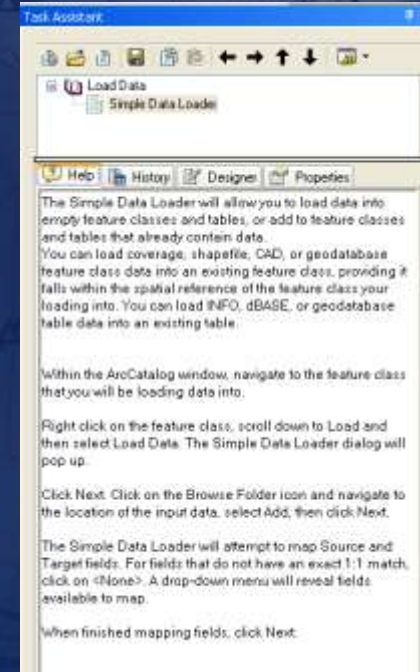 Task Assistant
Load Data
Simple Data Loader
Help History Designer Properties
The Simple Data Loader will allow you to load data into
empty feature classes and tables, or add to feature classes
and tables that already contain data.
You can load coverage, shapefile, CAD, or geodatabase
feature class data into an existing feature class, providing it
falls within the spatial reference of the feature class your
loading into. You can load INFO, dBASE, or geodatabase
table data into an existing table.
Within the ArcCatalog window, navigate to the feature class
that you will be loading data into.
Right click on the feature class, scroll down to Load and
then select Load Data. The Simple Data Loader dialog will
pop up.
Click Next. Click on the Browse Folder icon and navigate to
the location of the input data, select Add, then click Next.
The Simple Data Loader will attempt to map Source and
Target fields. For fields that do not have an exact 1:1 match,
click on <None>. A drop-down menu will reveal fields
available to map.
When finished mapping fields, click Next.